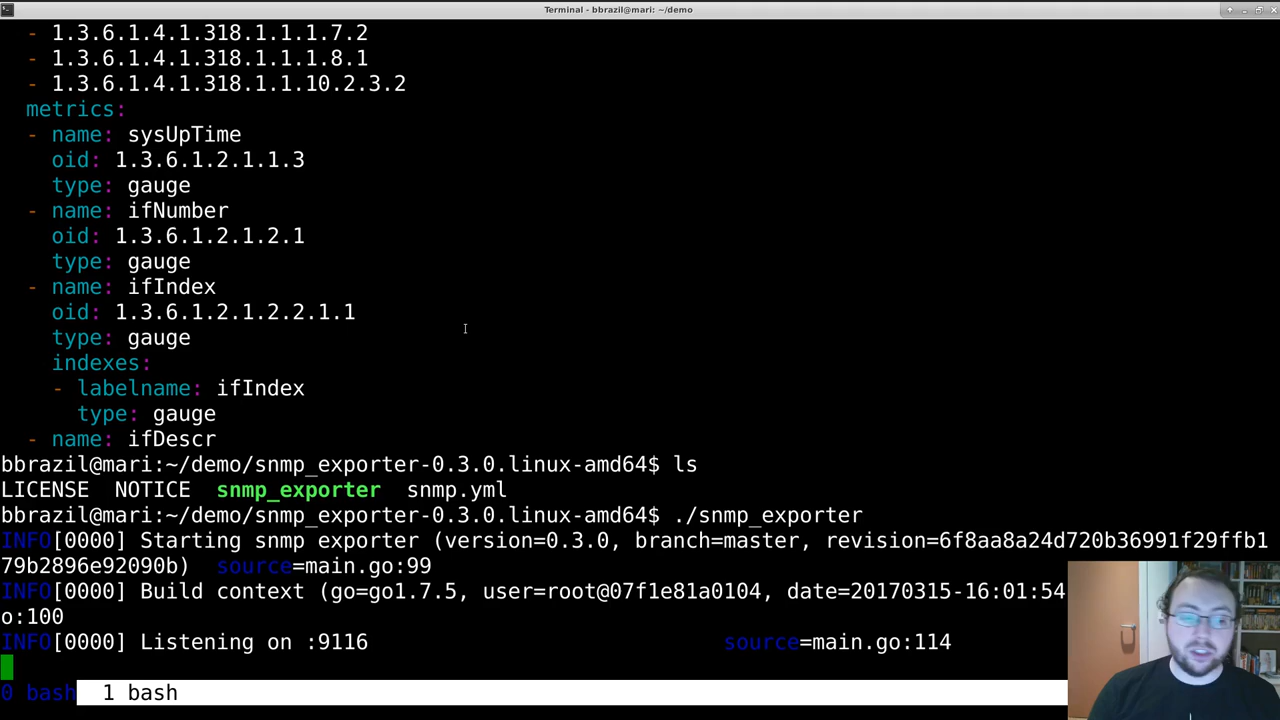 Terminal - bbrazil@mari: ~/demo
- 1.3.6.1.4.1.318.1.1.1.7.2
- 1.3.6.1.4.1.318.1.1.1.8.1
- 1.3.6.1.4.1.318.1.1.10.2.3.2
metrics:
- name: sysUpTime
oid: 1.3.6.1.2.1.1.3
type: gauge
- name: ifNumber
oid: 1.3.6.1.2.1.2.1
type: gauge
- name: ifIndex
oid: 1.3.6.1.2.1.2.2.1.1
type: gauge
indexes:
- labelname: ifIndex
type: gauge
- name: ifDescr
bbrazil@mari:~/demo/snmp_exporter-0.3.0.linux-amd64$ ls
LICENSE NOTICE snmp_exporter snmp.yml
bbrazil@mari:~/demo/snmp_exporter-0.3.0.linux-amd64$ ./snmp_exporter
INFO[0000] Starting snmp exporter (version=0.3.0, branch=master, revision=6f8aa8a24d720b36991f29ffb1
79b2896e92090b) source=main.go:99
INFO[0000] Build context (go=go1.7.5, user=root@07f1e81a0104, date=20170315-16:01:54
o:100
INFO[0000] Listening on :9116 source=main.go:114
0 bash 1 bash